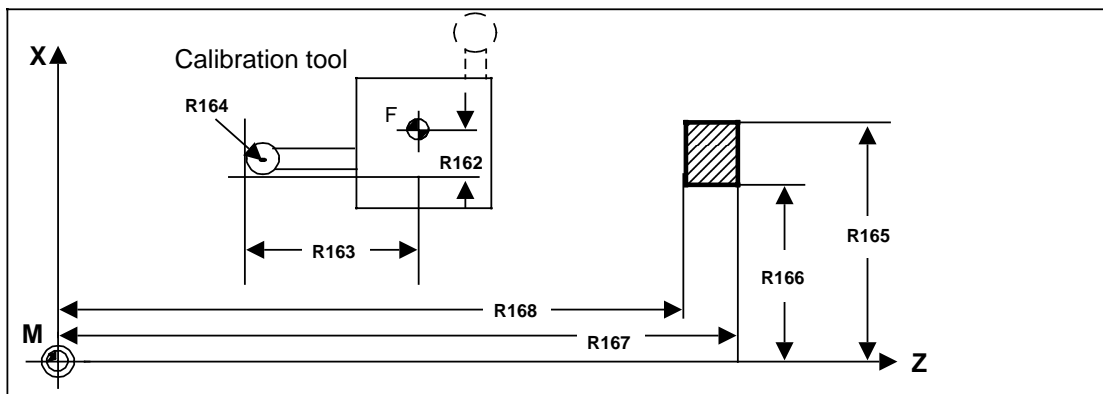 X
Calibration tool
R164
F
R162
R163
R165
R166
R168
M
R167
Z